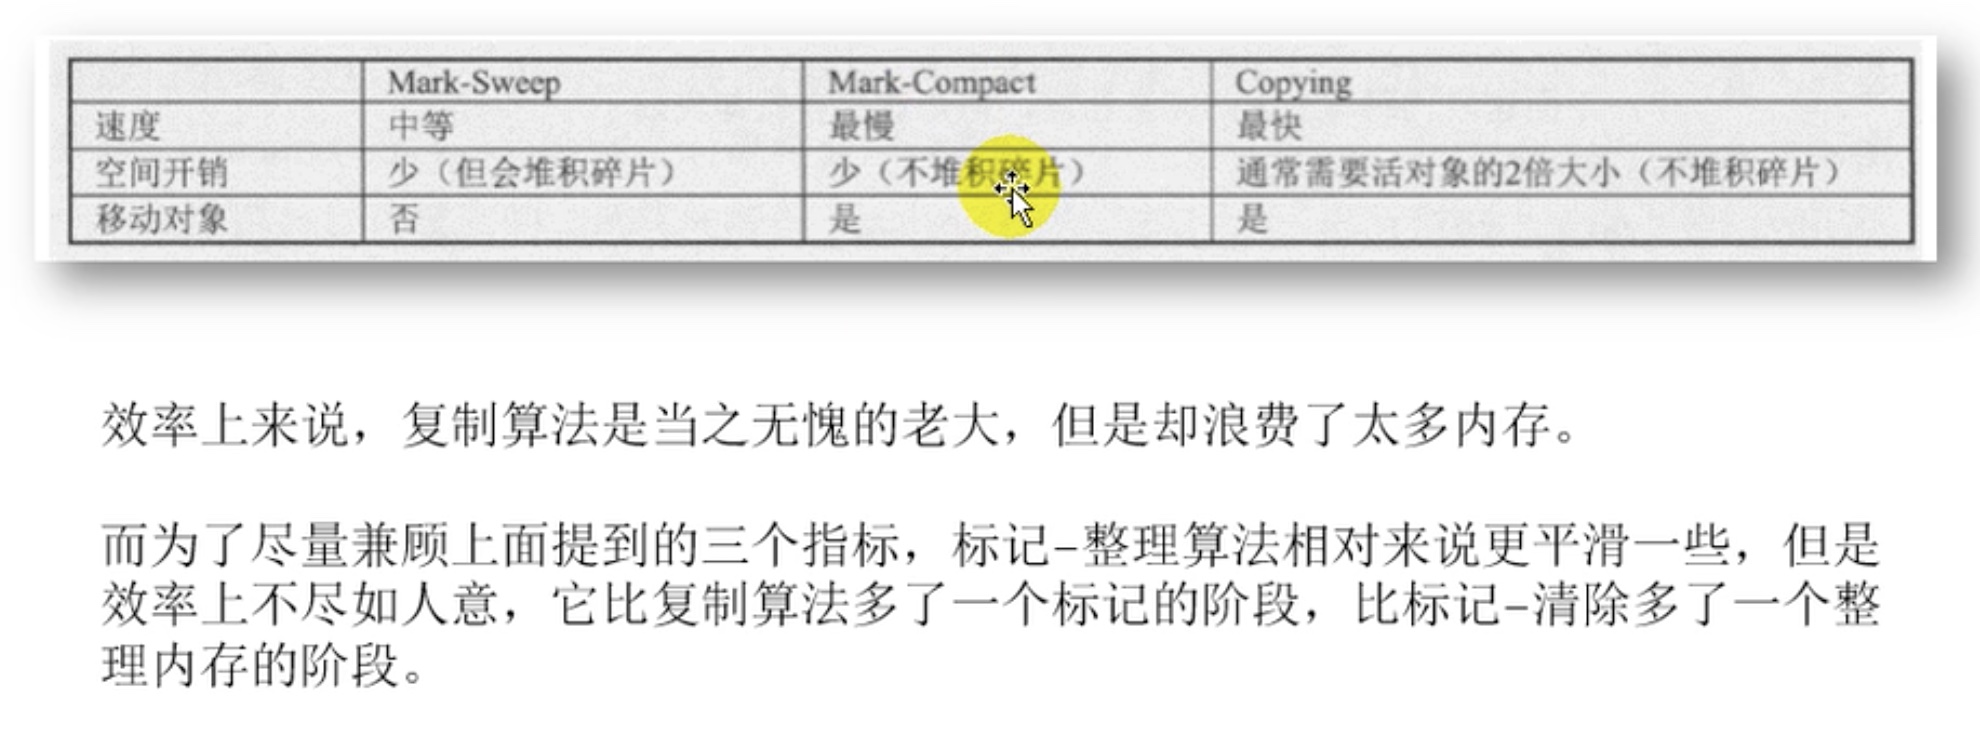 Mark-Sweep Mark-Compact Copying
速度 中等 最慢 最快
空间开销 少（但会堆积碎片） 少（不堆积碎片） 通常需要活对象的2倍大小（不堆积碎片）
移动对象 否 是 是
效率上来说，复制算法是当之无愧的老大，但是却浪费了太多内存。
而为了尽量兼顾上面提到的三个指标，标记-整理算法相对来说更平滑一些，但是
效率上不尽如人意，它比复制算法多了一个标记的阶段，比标记-清除多了一个整
理内存的阶段。